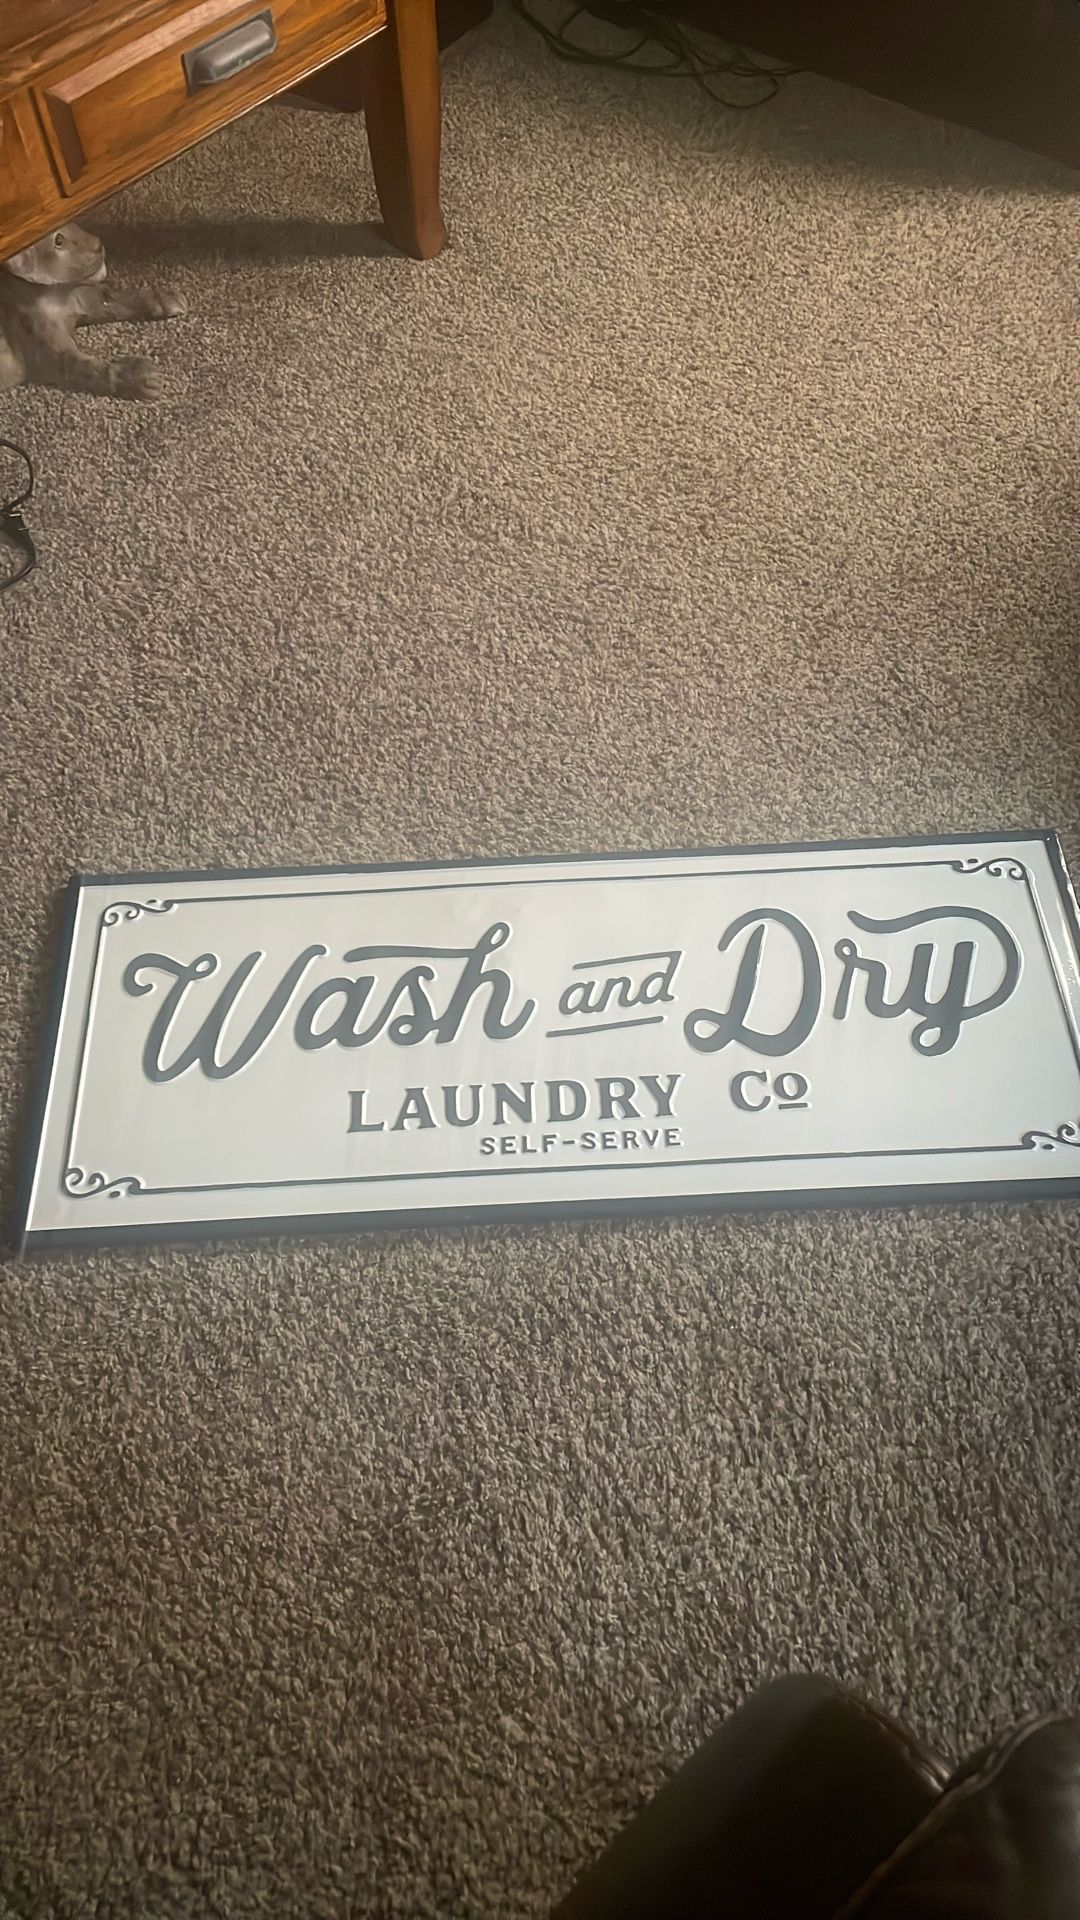 Wash and Dry
LAUNDRY Co
SELF-SERVE